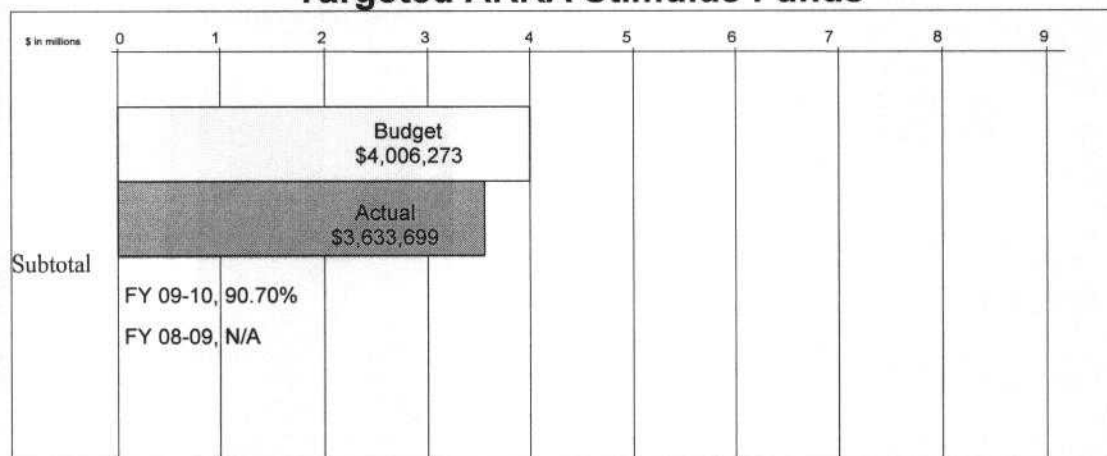 Targeted ARRA Stimulus Funds
$ in millions 0 1 2 3 4 5 6 7 8 9
Budget
$4,006,273
Actual
$3,633,699
Subtotal
FY 09-10, 90.70%
FY 08-09, N/A